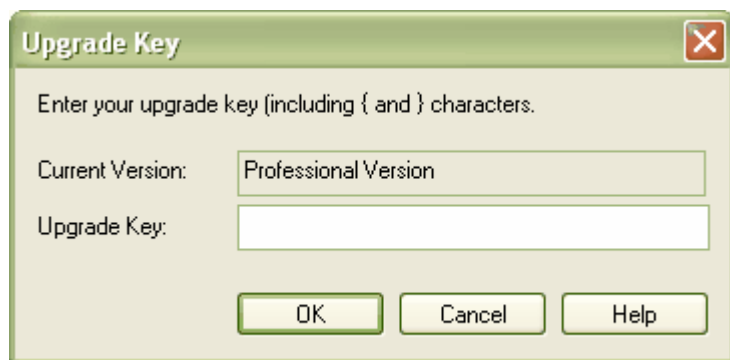 Upgrade Key
Enter your upgrade key (including { and } characters.
Current Version: Professional Version
Upgrade Key:
OK Cancel Help